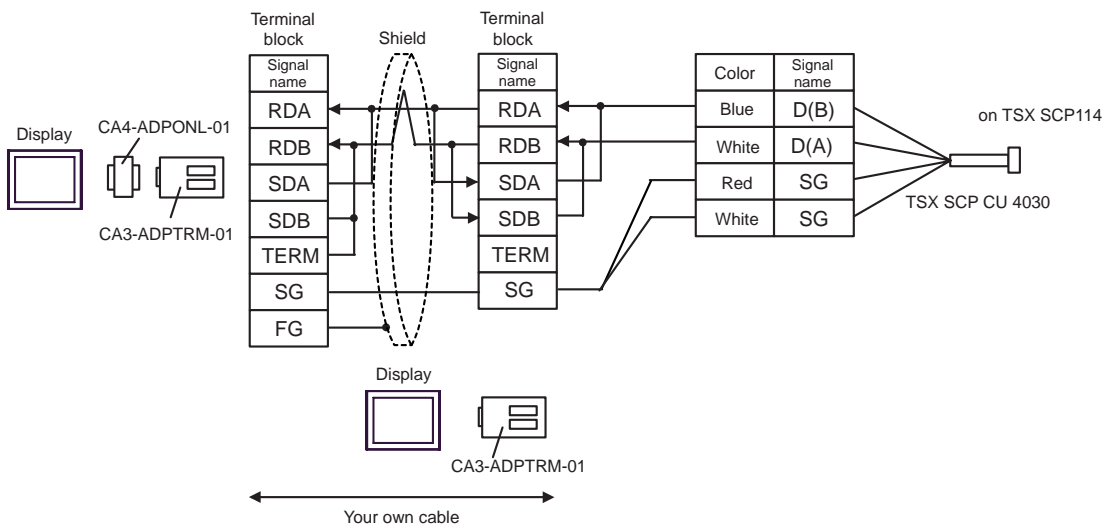 Terminal
block
Shield
Terminal
block
Signal
name
RDA
RDB
SDA
SDB
TERM
SG
FG
Signal
name
RDA
RDB
SDA
SDB
TERM
SG
Color
Signal
name
Blue
D(B)
White
D(A)
Red
SG
White
SG
on TSX SCP114
TSX SCP CU 4030
Display
CA4-ADPONL-01
CA3-ADPTRM-01
Display
CA3-ADPTRM-01
Your own cable